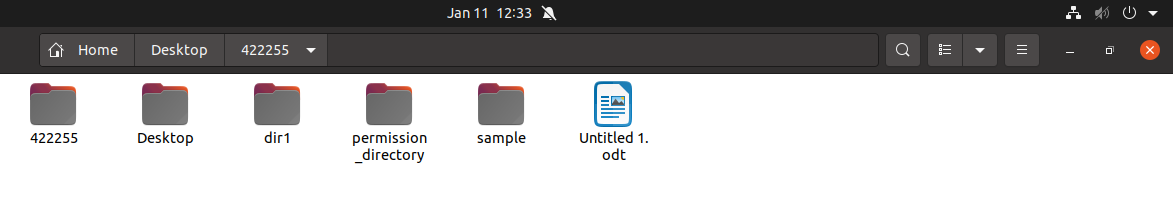 Jan 11 12:33
Home Desktop 422255
422255 Desktop dir1 permission sample Untitled 1.
_directory odt